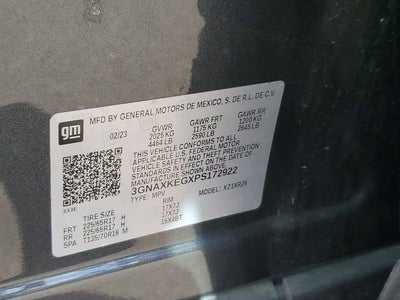 gm
MFD BY GENERAL MOTORS DE MEXICO, S. DE R.L. DE C.V.
02/23 GVWR GAWR FRT GAWR RR
2025 KG 1175 KG 1200 KG
4464 LB 2590 LB 2645 LB
THIS VEHICLE CONFORMS TO ALL
APPLICABLE U.S. FEDERAL
SAFETY, BUMPER, AND THEFT
PREVENTION STANDARDS IN EFFECT
ON THE DATE OF MANUFACTURE
SHOWN ABOVE.
3GNAXKEGXPS172922
TYPE: MPV MODEL: X21XR26
TIRE SIZE RIM
FRT 225/65R17 H 17X7J
RR 225/65R17 H 17X7J
SPA T135/70R16 M 16X4BT